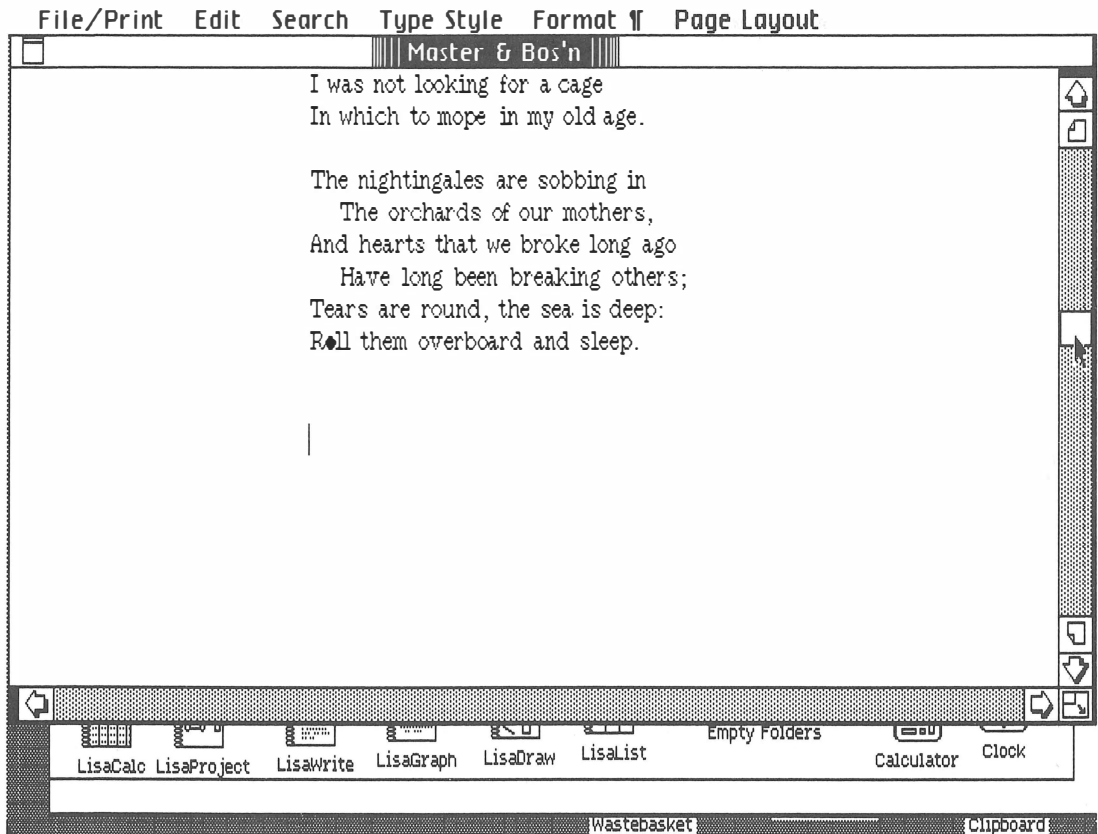 File/Print Edit Search Type Style Format ¶ Page Layout
Master & Bos'n
I was not looking for a cage
In which to mope in my old age.
The nightingales are sobbing in
The orchards of our mothers,
And hearts that we broke long ago
Have long been breaking others;
Tears are round, the sea is deep:
Roll them overboard and sleep.
LisaCalc LisaProject LisaWrite LisaGraph LisaDraw LisaList Empty Folders Calculator Clock
Wastebasket Clipboard